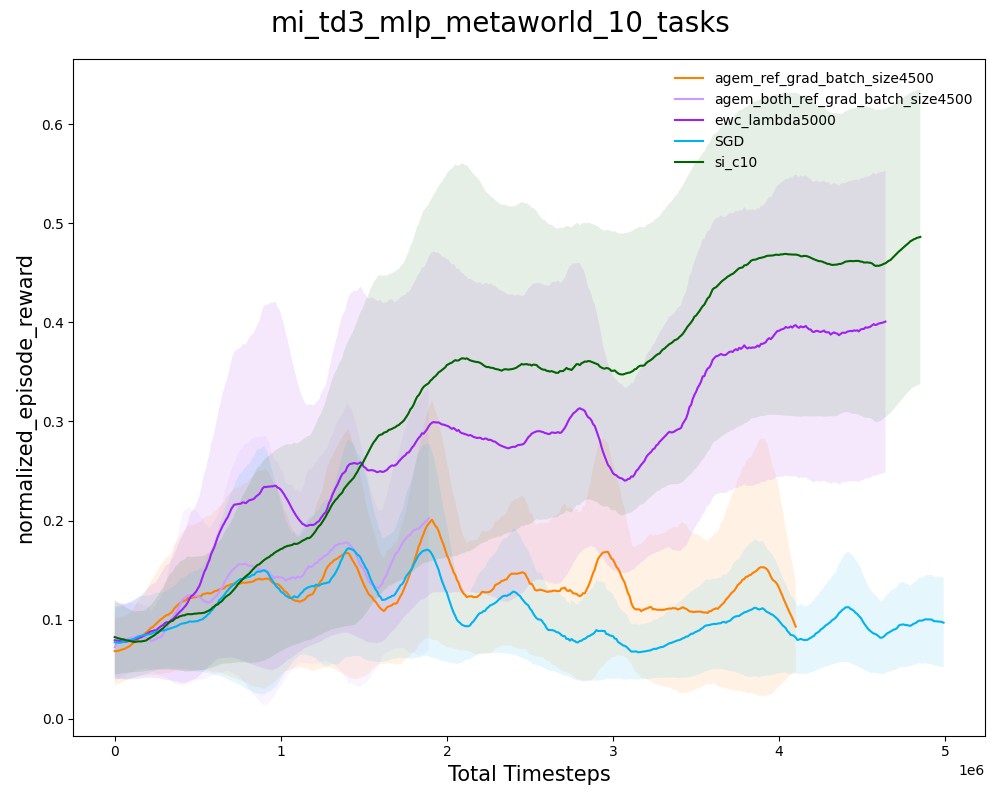 mi_td3_mlp_metaworld_10_tasks
agem_ref_grad_batch_size4500
agem_both_ref_grad_batch_size4500
ewc_lambda5000
SGD
si_c10
normalized_episode_reward
0.6
0.5
0.4
0.3
0.2
0.1
0.0
0 1 2 3 4 5
1e6
Total Timesteps